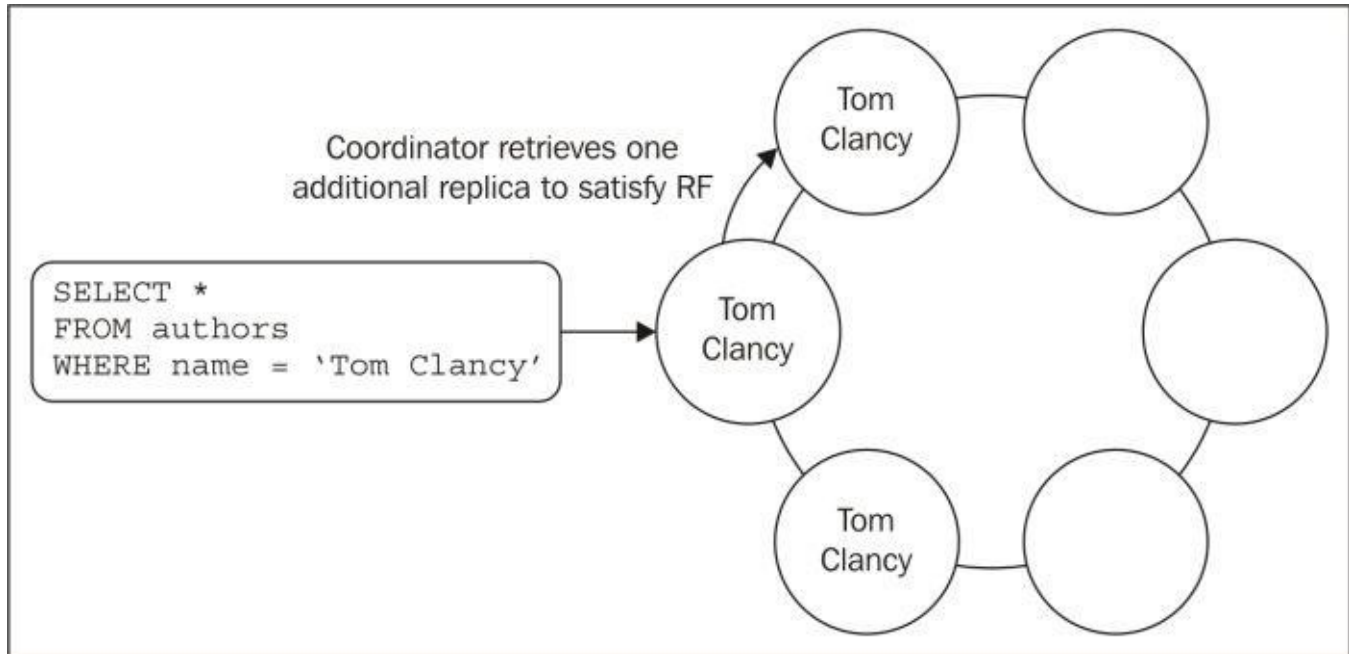 Coordinator retrieves one
additional replica to satisfy RF
SELECT *
FROM authors
WHERE name = ‘Tom Clancy’
Tom
Clancy
Tom
Clancy
Tom
Clancy